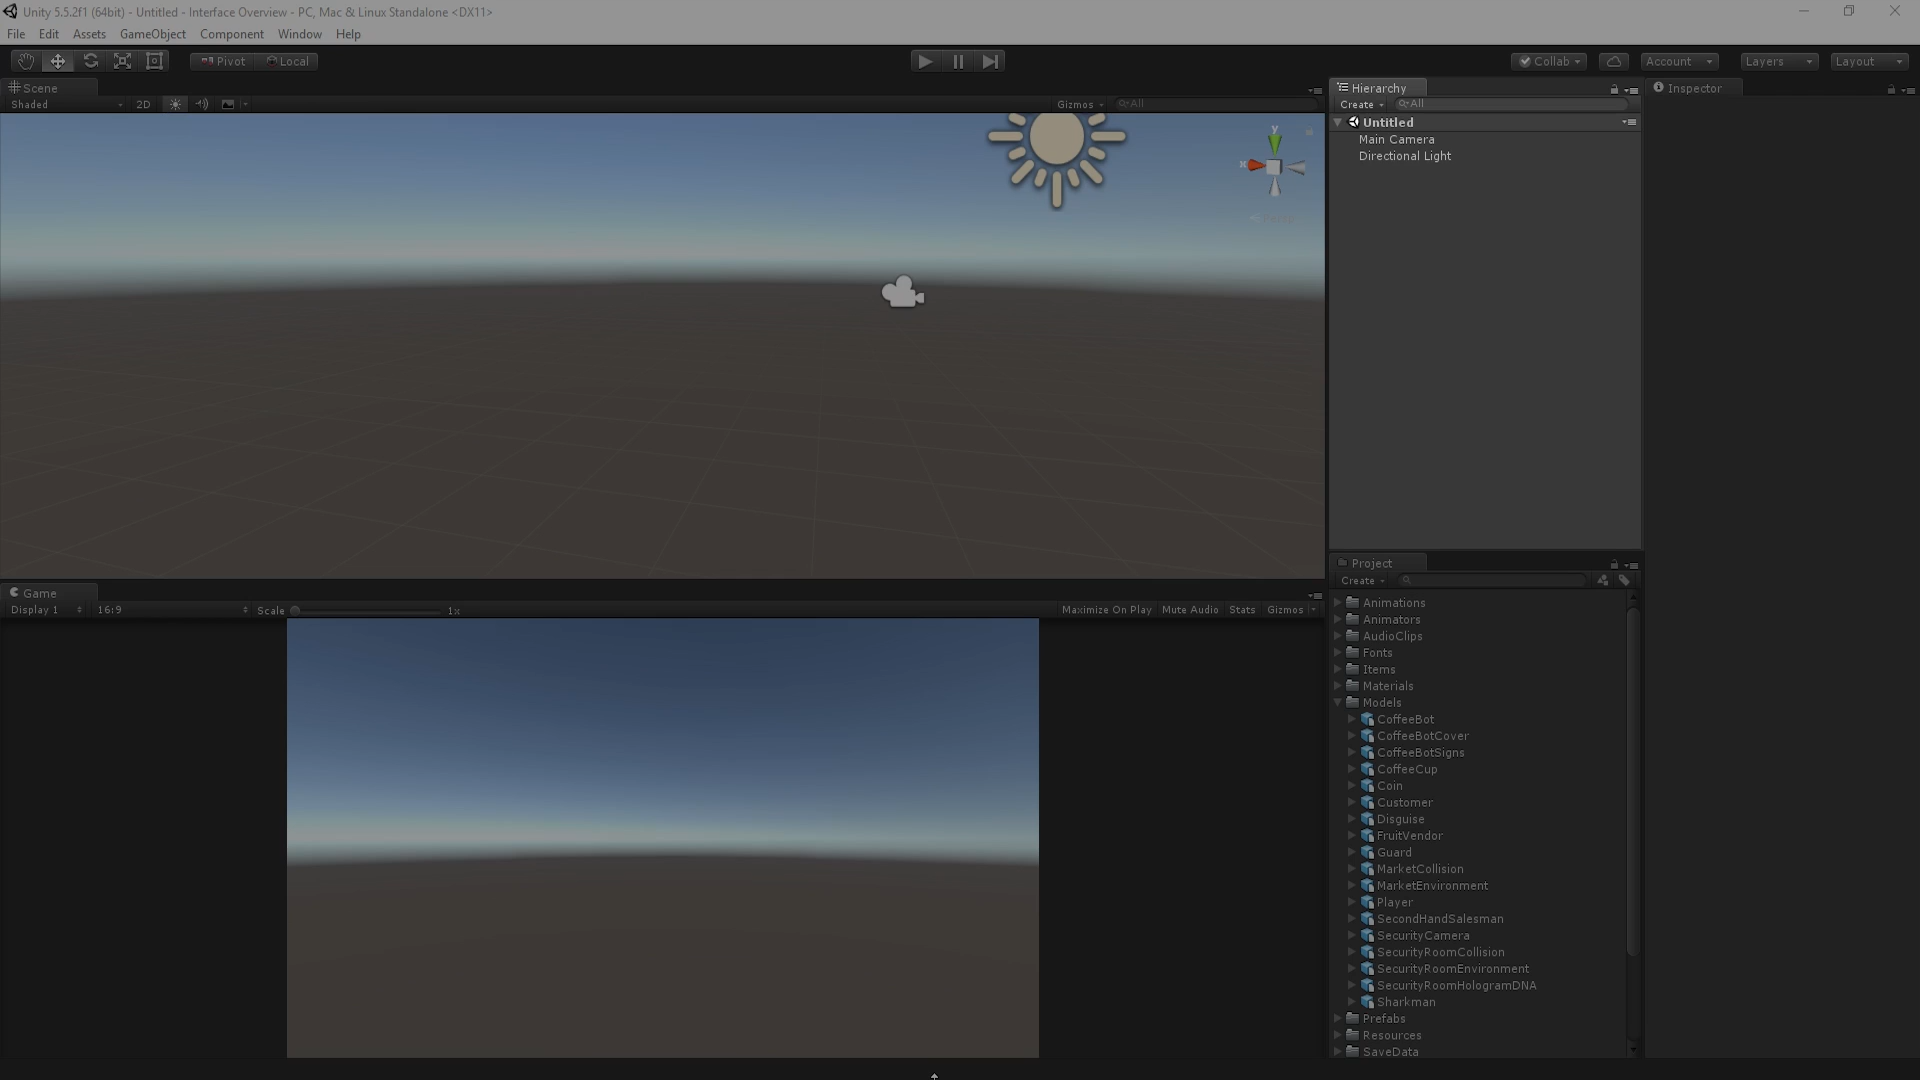 Unity 5.5.2f1 (64bit) - Untitled - Interface Overview - PC, Mac & Linux Standalone <DX11>
File Edit Assets GameObject Component Window Help
Pivot Local Collab Account Layers Layout
Scene
Shaded 2D Gizmos All
y
x
Persp
Hierarchy
Create All
Untitled
Main Camera
Directional Light
Inspector
Game
Display 1 16:9 Scale 1x Maximize On Play Mute Audio Stats Gizmos
Project
Create
Animations
Animators
AudioClips
Fonts
Items
Materials
Models
CoffeeBot
CoffeeBotCover
CoffeeBotSigns
CoffeeCup
Coin
Customer
Disguise
FruitVendor
Guard
MarketCollision
MarketEnvironment
Player
SecondHandSalesman
SecurityCamera
SecurityRoomCollision
SecurityRoomEnvironment
SecurityRoomHologramDNA
Sharkman
Prefabs
Resources
SaveData